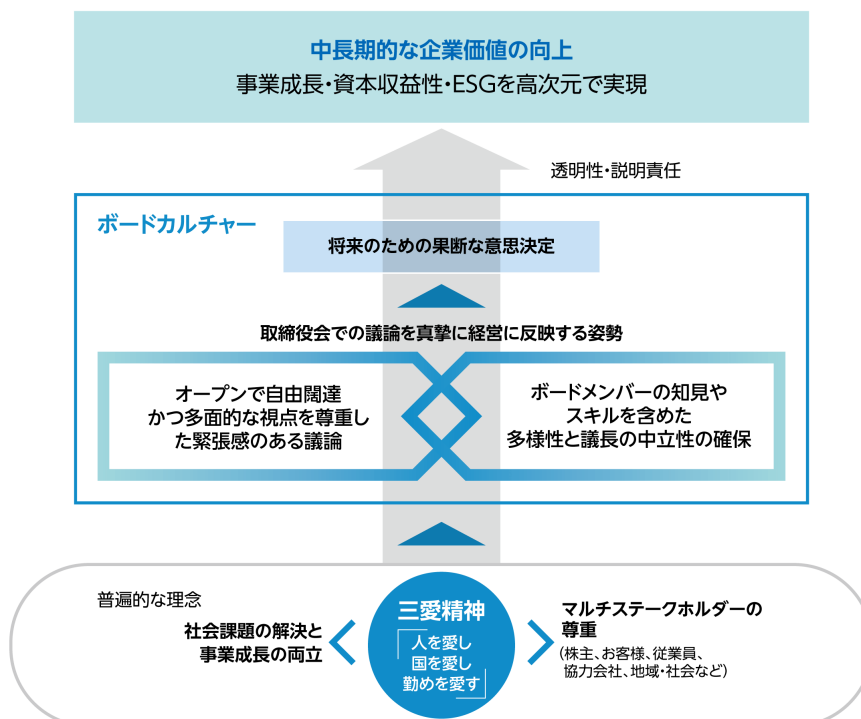 中長期的な企業価値の向上
事業成長・資本収益性・ESGを高次元で実現
透明性・説明責任
ボードカルチャー
将来のための果断な意思決定
取締役会での議論を真摯に経営に反映する姿勢
オープンで自由闊達
かつ多面的な視点を尊重し
た緊張感のある議論
ボードメンバーの知見や
スキルを含めた
多様性と議長の中立性の確保
普遍的な理念
社会課題の解決と
事業成長の両立
三愛精神
「人を愛し
国を愛し
勤めを愛す」
マルチステークホルダーの
尊重
(株主、お客様、従業員、
協力会社、地域・社会など)